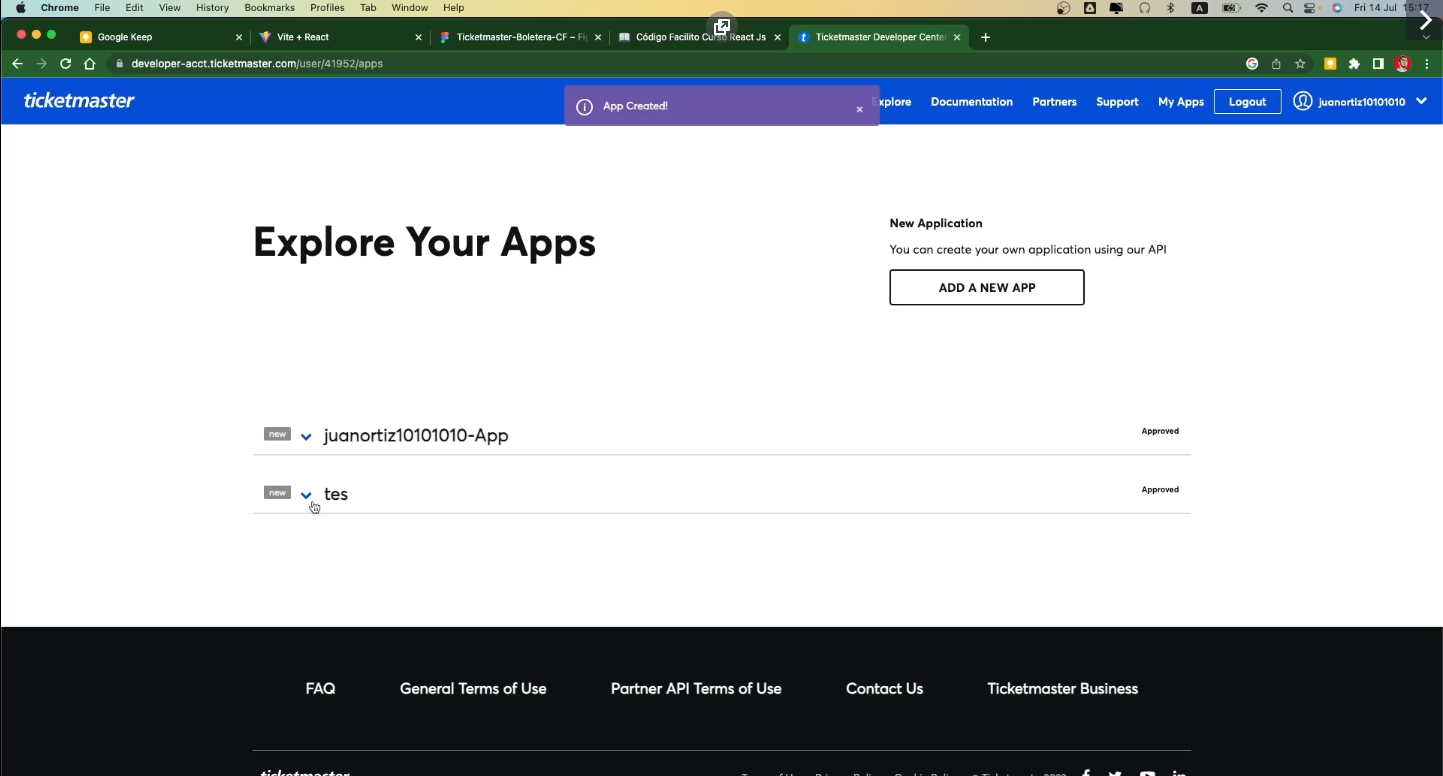 Chrome File Edit View History Bookmarks Profiles Tab Window Help A Fri 14 Jul 15:17
Google Keep Vite + React Ticketmaster-Boletera-CF – Fig Código Facilito Curso React Js Ticketmaster Developer Center
developer-acct.ticketmaster.com/user/41952/apps
ticketmaster App Created! Explore Documentation Partners Support My Apps Logout juanortiz10101010
New Application
Explore Your Apps
You can create your own application using our API
ADD A NEW APP
new juanortiz10101010-App Approved
new tes Approved
FAQ General Terms of Use Partner API Terms of Use Contact Us Ticketmaster Business
ticketmaster